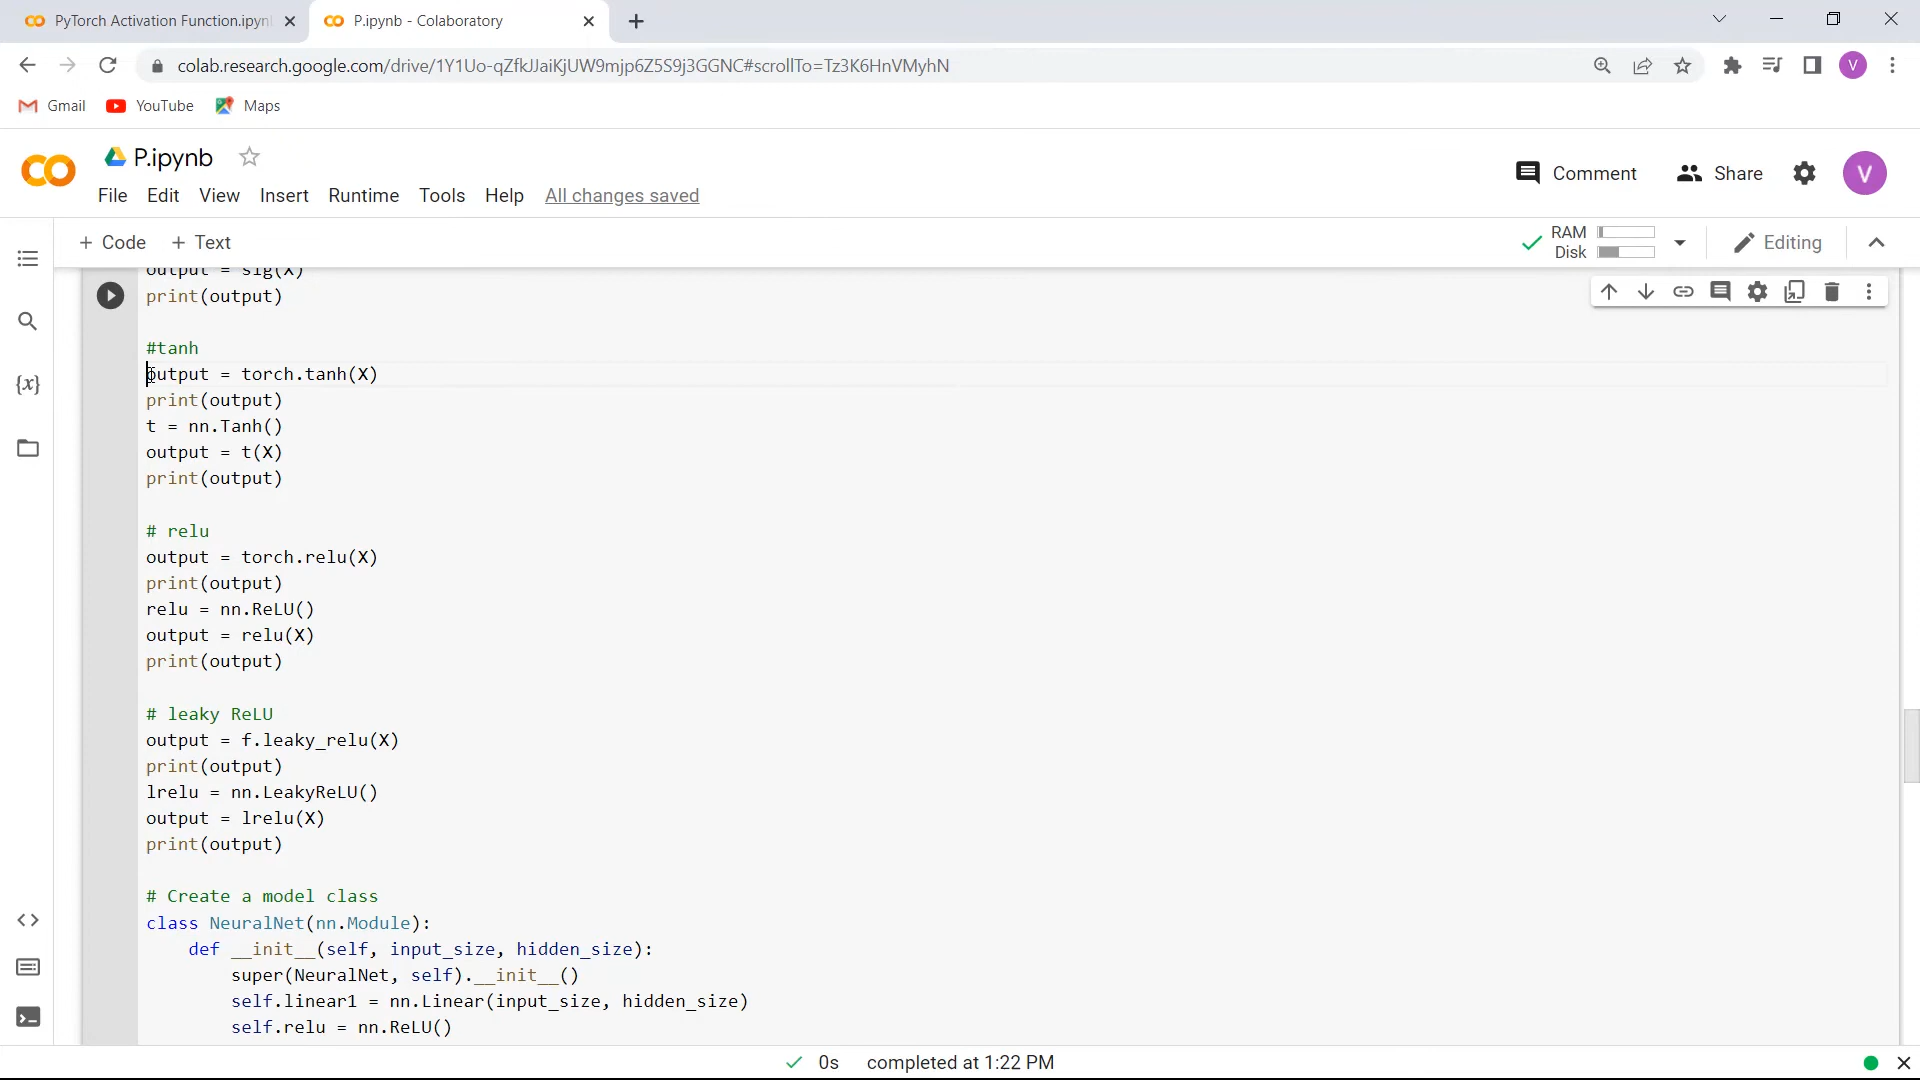 PyTorch Activation Function.ipyn
P.ipynb - Colaboratory
colab.research.google.com/drive/1Y1Uo-qZfkJJaiKjUW9mjp6Z5S9j3GGNC#scrollTo=Tz3K6HnVMyhN
V
Gmail YouTube Maps
P.ipynb
Comment Share V
File Edit View Insert Runtime Tools Help All changes saved
+ Code + Text
RAM
Disk
Editing
output = sig(X)
print(output)
#tanh
output = torch.tanh(X)
print(output)
t = nn.Tanh()
output = t(X)
print(output)
# relu
output = torch.relu(X)
print(output)
relu = nn.ReLU()
output = relu(X)
print(output)
# leaky ReLU
output = f.leaky_relu(X)
print(output)
lrelu = nn.LeakyReLU()
output = lrelu(X)
print(output)
# Create a model class
class NeuralNet(nn.Module):
def __init__(self, input_size, hidden_size):
super(NeuralNet, self).__init__()
self.linear1 = nn.Linear(input_size, hidden_size)
self.relu = nn.ReLU()
0s completed at 1:22 PM